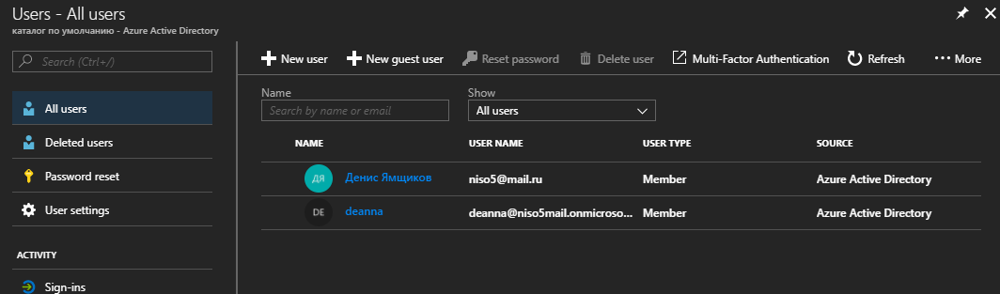 Users - All users
каталог по умолчанию - Azure Active Directory
Search (Ctrl+/)
All users
Deleted users
Password reset
User settings
ACTIVITY
Sign-ins
New user
New guest user
Reset password
Delete user
Multi-Factor Authentication
Refresh
More
Name
Show
Search by name or email
All users
NAME USER NAME USER TYPE SOURCE
ДЯ Денис Ямщиков niso5@mail.ru Member Azure Active Directory
DE deanna deanna@niso5mail.onmicroso... Member Azure Active Directory